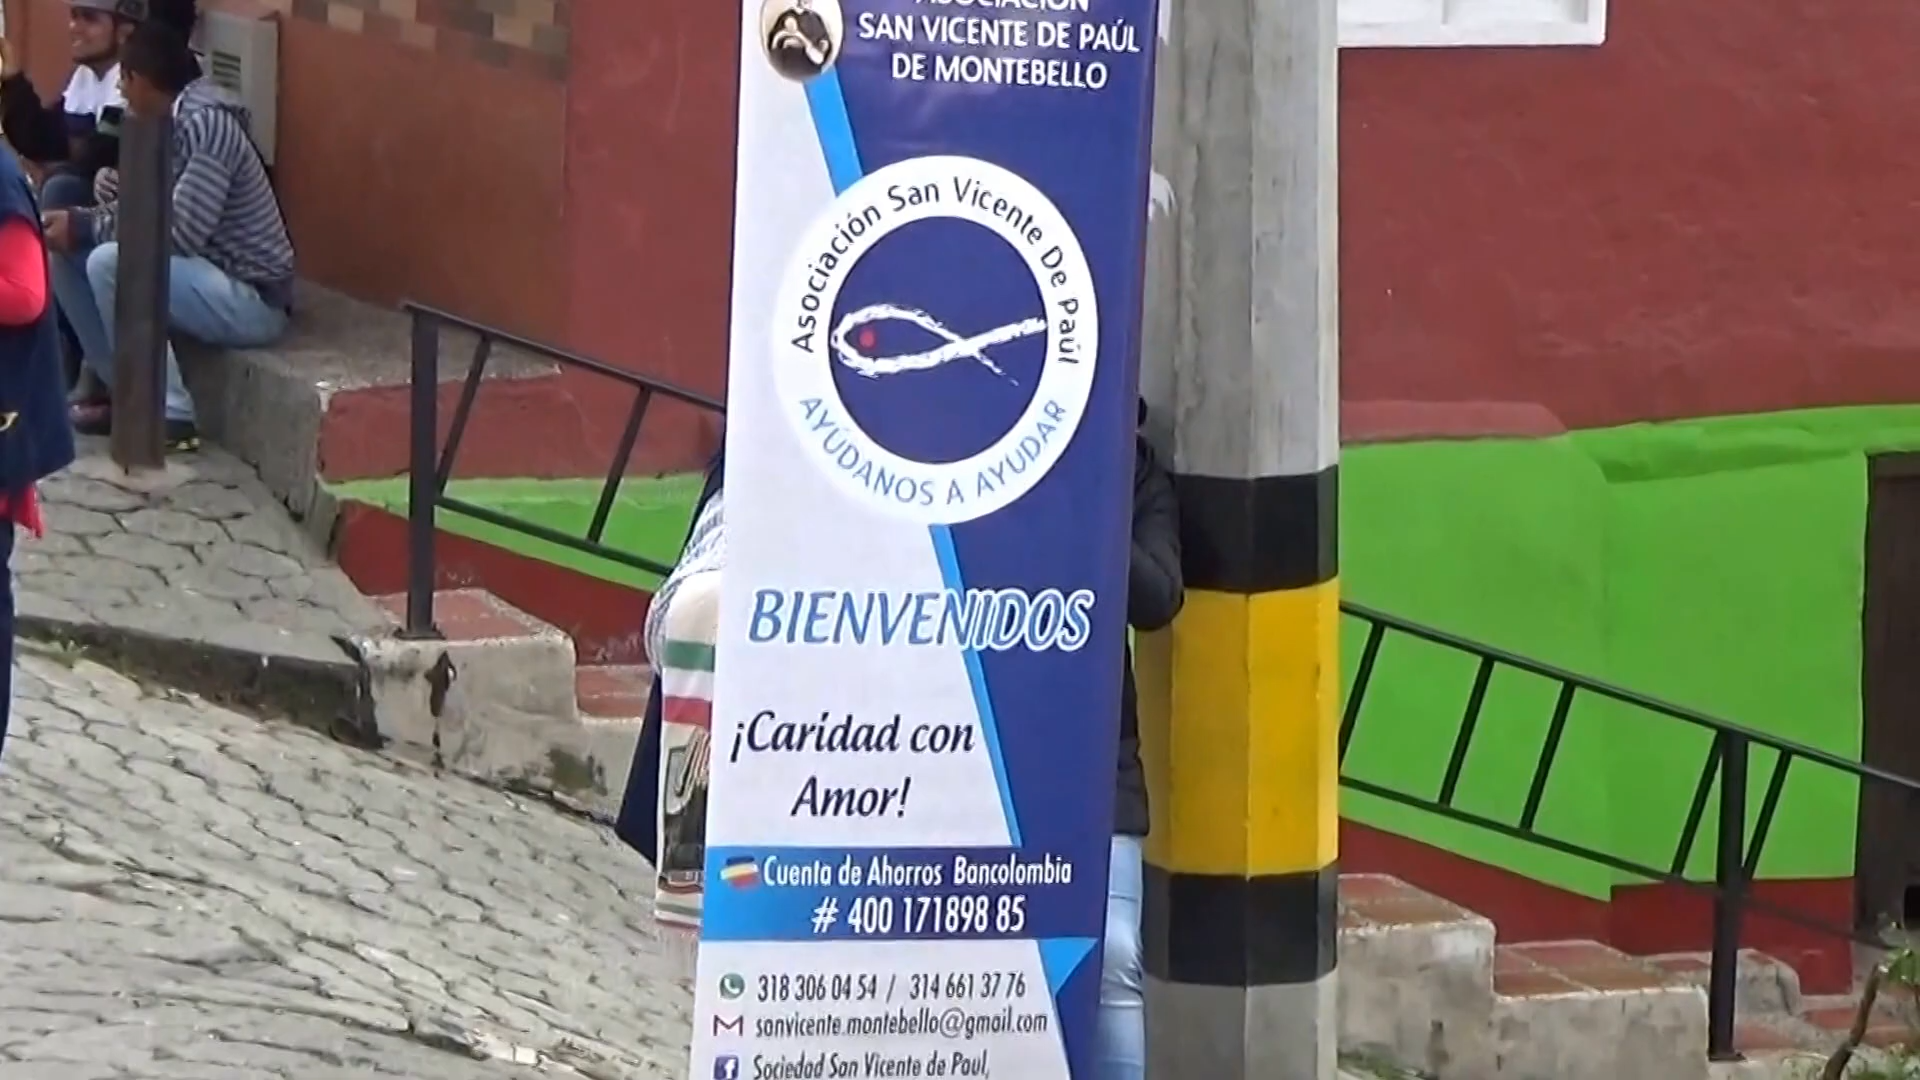 ASOCIACIÓN
SAN VICENTE DE PAÚL
DE MONTEBELLO
Asociación San Vicente De Paúl
AYÚDANOS A AYUDAR
BIENVENIDOS
¡Caridad con
Amor!
Cuenta de Ahorros Bancolombia
# 400 171898 85
318 306 04 54 / 314 661 37 76
sanvicente.montebello@gmail.com
Sociedad San Vicente de Paul,